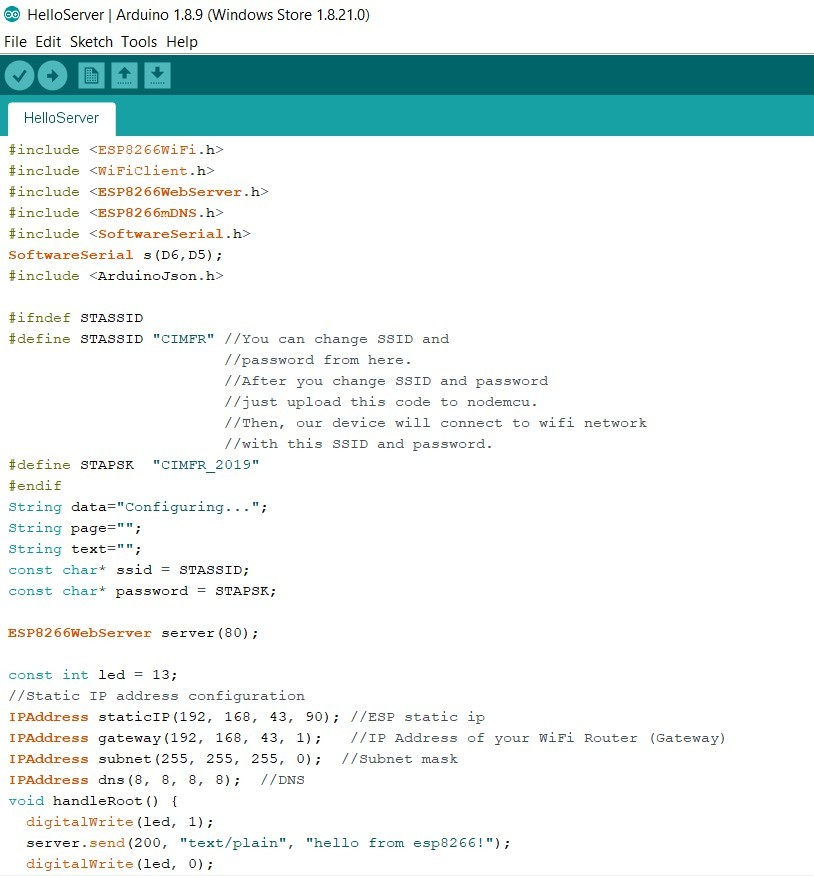 HelloServer | Arduino 1.8.9 (Windows Store 1.8.21.0)
File Edit Sketch Tools Help
HelloServer
#include <ESP8266WiFi.h>
#include <WiFiClient.h>
#include <ESP8266WebServer.h>
#include <ESP8266mDNS.h>
#include <SoftwareSerial.h>
SoftwareSerial s(D6,D5);
#include <ArduinoJson.h>
#ifndef STASSID
#define STASSID "CIMFR" //You can change SSID and
//password from here.
//After you change SSID and password
//just upload this code to nodemcu.
//Then, our device will connect to wifi network
//with this SSID and password.
#define STAPSK  "CIMFR_2019"
#endif
String data="Configuring...";
String page="";
String text="";
const char* ssid = STASSID;
const char* password = STAPSK;
ESP8266WebServer server(80);
const int led = 13;
//Static IP address configuration
IPAddress staticIP(192, 168, 43, 90); //ESP static ip
IPAddress gateway(192, 168, 43, 1);   //IP Address of your WiFi Router (Gateway)
IPAddress subnet(255, 255, 255, 0);  //Subnet mask
IPAddress dns(8, 8, 8, 8);  //DNS
void handleRoot() {
  digitalWrite(led, 1);
  server.send(200, "text/plain", "hello from esp8266!");
  digitalWrite(led, 0);